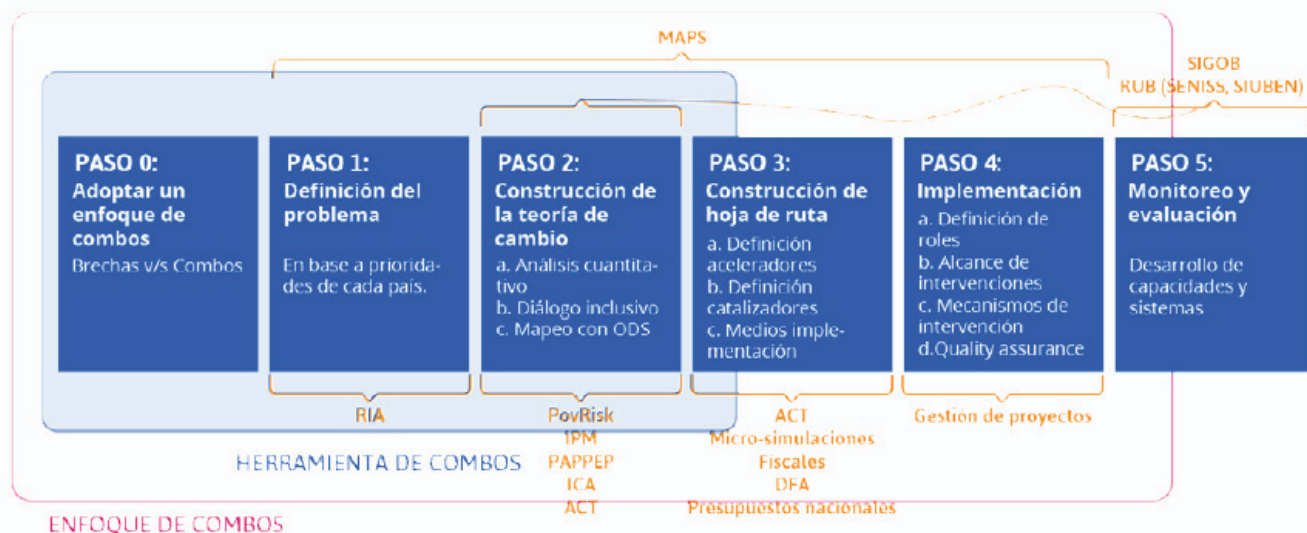 MAPS
SIGOB
RUB (SENISS, SIUBEN)
PASO 0:
Adoptar un
enfoque de
combos
Brechas v/s Combos
PASO 1:
Definición del
problema
En base a priorida-
des de cada país.
PASO 2:
Construcción de
la teoría de
cambio
a. Análisis cuantita-
tivo
b. Diálogo inclusivo
c. Mapeo con ODS
PASO 3:
Construcción de
hoja de ruta
a. Definición
aceleradores
b. Definición
catalizadores
c. Medios imple-
mentación
PASO 4:
Implementación
a. Definición de
roles
b. Alcance de
intervenciones
c. Mecanismos de
intervención
d.Quality assurance
PASO 5:
Monitoreo y
evaluación
Desarrollo de
capacidades y
sistemas
RIA
PovRisk
IPM
PAPPEP
ICA
ACT
ACT
Micro-simulaciones
Fiscales
DFA
Presupuestos nacionales
Gestión de proyectos
HERRAMIENTA DE COMBOS
ENFOQUE DE COMBOS